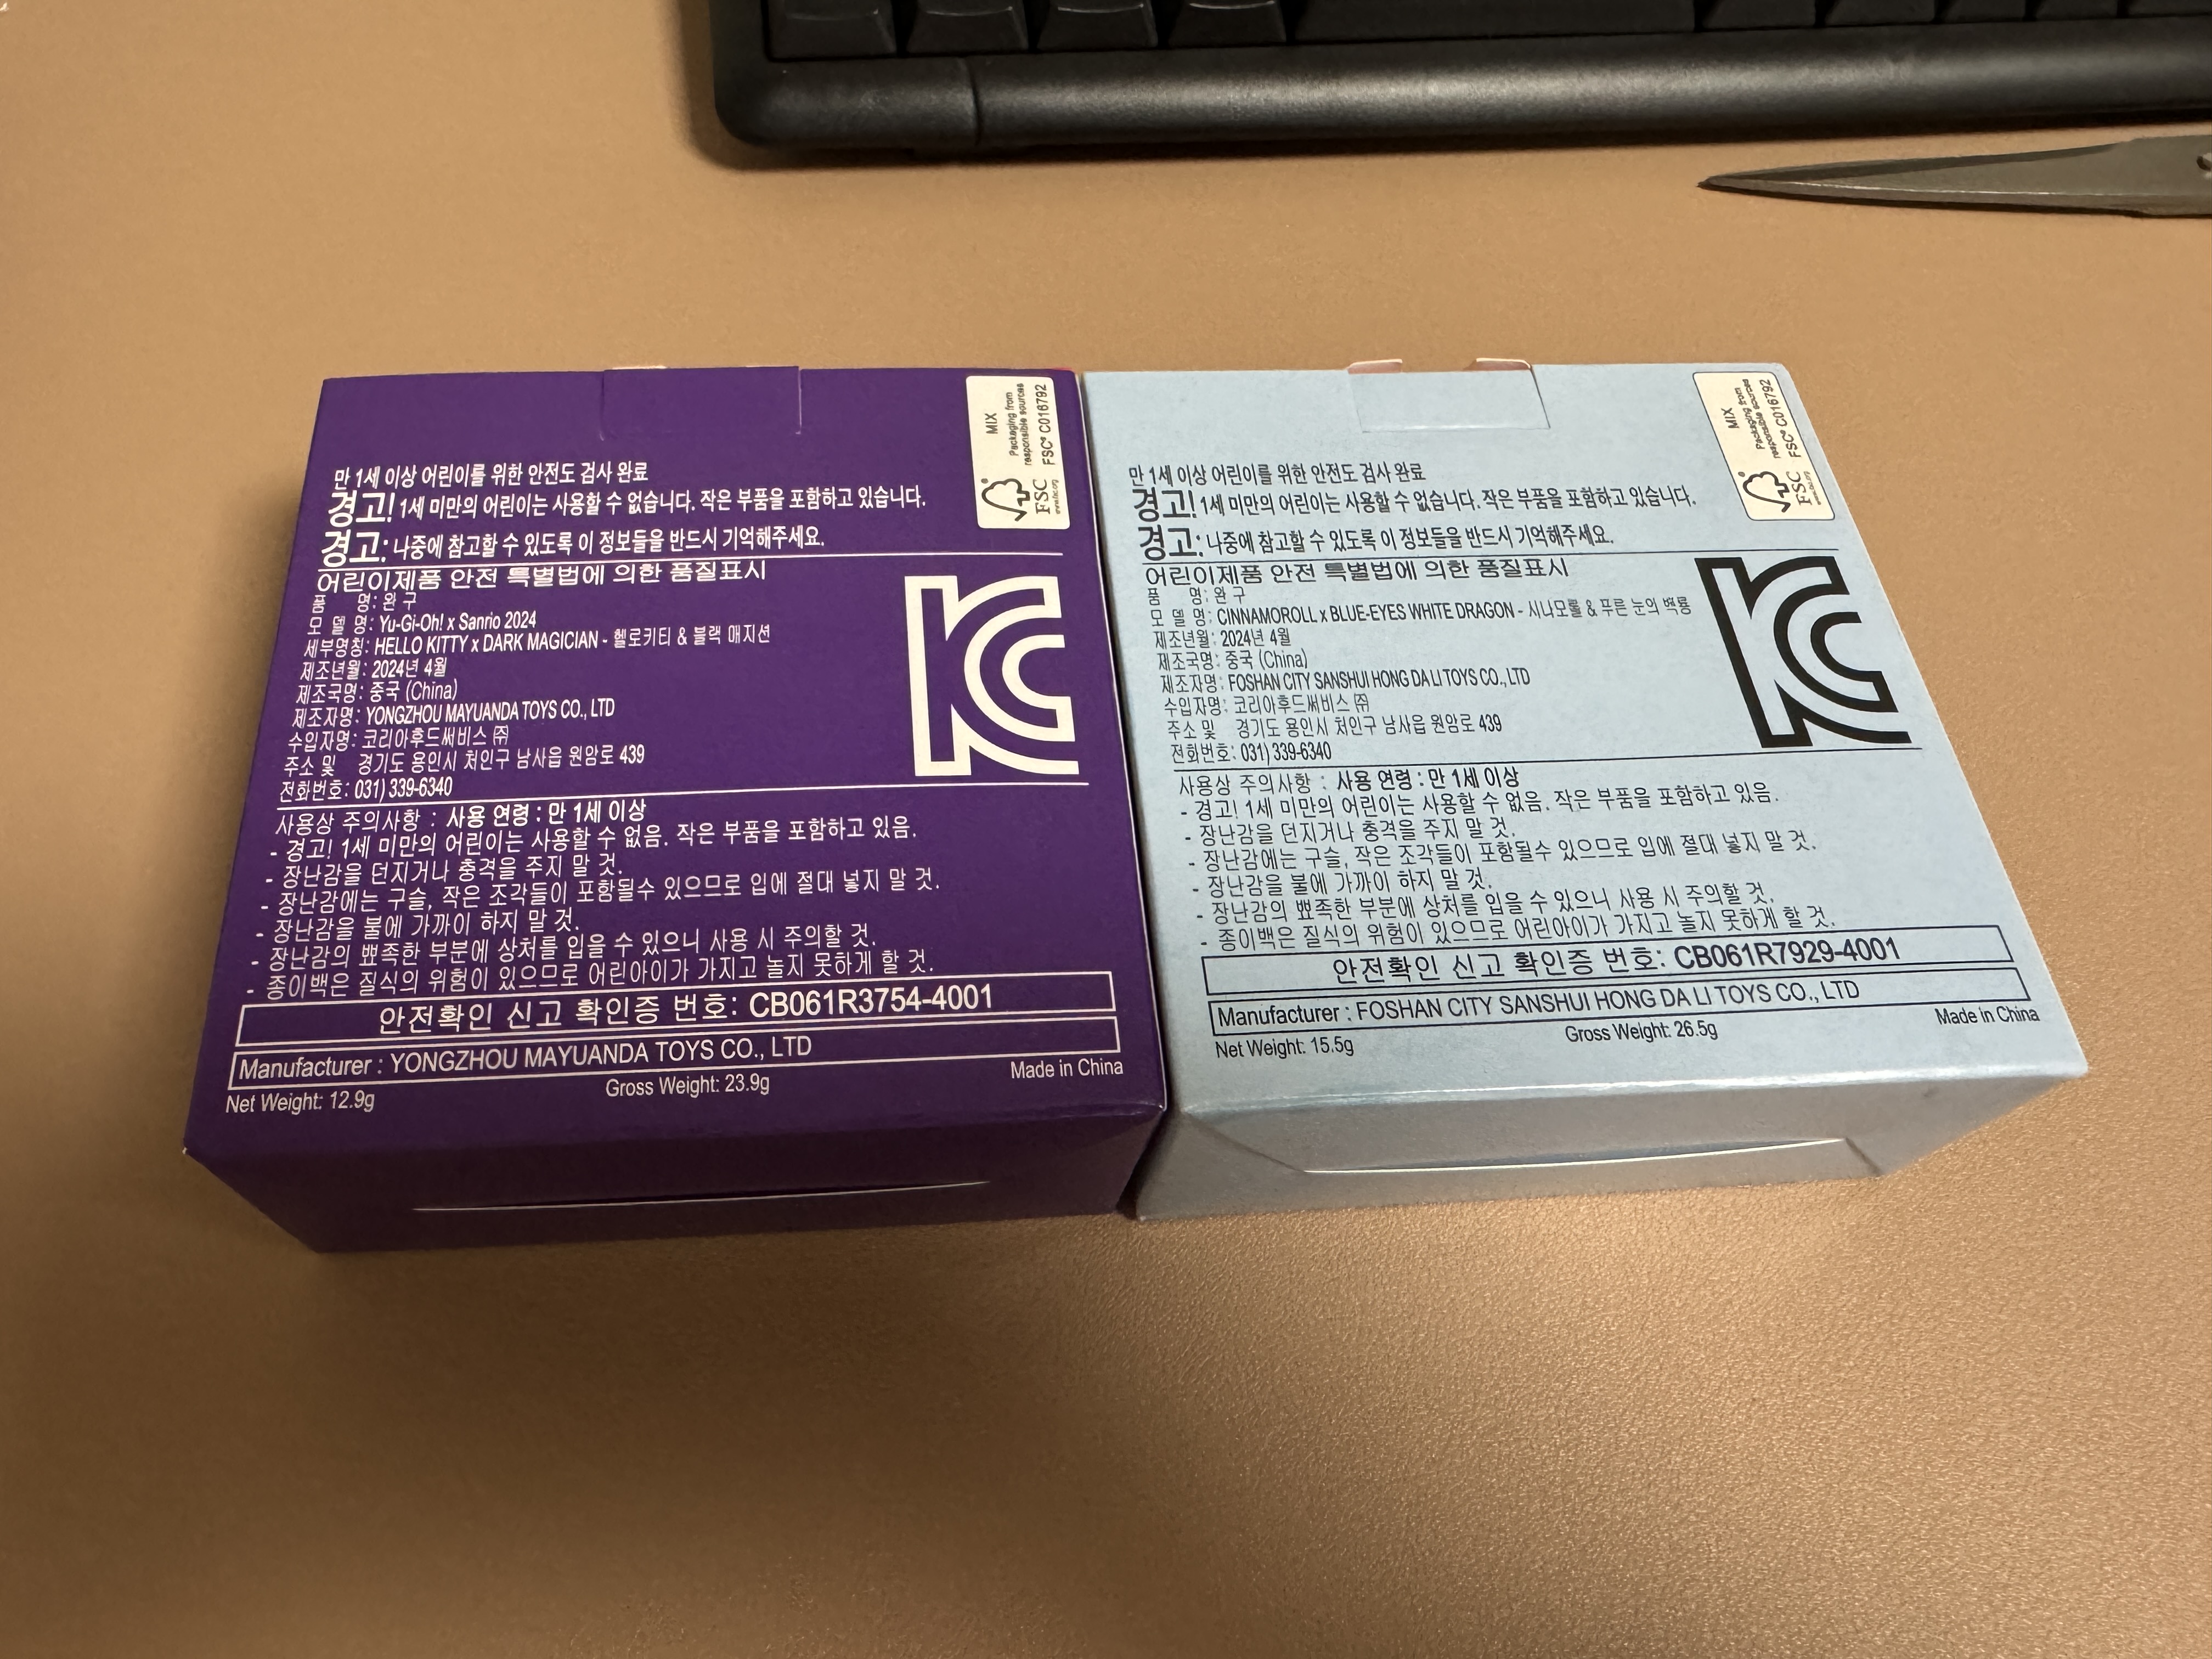 만 1세 이상 어린이를 위한 안전도 검사 완료
경고! 1세 미만의 어린이는 사용할 수 없습니다. 작은 부품을 포함하고 있습니다.
경고: 나중에 참고할 수 있도록 이 정보들을 반드시 기억해주세요.
어린이제품 안전 특별법에 의한 품질표시
품 명: 완 구
모 델 명: Yu-Gi-Oh! x Sanrio 2024
세부명칭: HELLO KITTY x DARK MAGICIAN - 헬로키티 & 블랙 매지션
제조년월: 2024년 4월
제조국명: 중국 (China)
제조자명: YONGZHOU MAYUANDA TOYS CO., LTD
수입자명: 코리아후드써비스 ㈜
주소 및 경기도 용인시 처인구 남사읍 원암로 439
전화번호: 031) 339-6340
사용상 주의사항 : 사용 연령 : 만 1세 이상
- 경고! 1세 미만의 어린이는 사용할 수 없음. 작은 부품을 포함하고 있음.
- 장난감을 던지거나 충격을 주지 말 것.
- 장난감에는 구슬, 작은 조각들이 포함될수 있으므로 입에 절대 넣지 말 것.
- 장난감을 불에 가까이 하지 말 것.
- 장난감의 뾰족한 부분에 상처를 입을 수 있으니 사용 시 주의할 것.
- 종이백은 질식의 위험이 있으므로 어린아이가 가지고 놀지 못하게 할 것.
안전확인 신고 확인증 번호: CB061R3754-4001
Manufacturer : YONGZHOU MAYUANDA TOYS CO., LTD
Net Weight: 12.9g Gross Weight: 23.9g Made in China
MIX
Packaging from
responsible sources
FSC® C016792
FSC
KC
만 1세 이상 어린이를 위한 안전도 검사 완료
경고! 1세 미만의 어린이는 사용할 수 없습니다. 작은 부품을 포함하고 있습니다.
경고: 나중에 참고할 수 있도록 이 정보들을 반드시 기억해주세요.
어린이제품 안전 특별법에 의한 품질표시
품 명: 완 구
모 델 명: CINNAMOROLL x BLUE-EYES WHITE DRAGON - 시나모롤 & 푸른 눈의 백룡
제조년월: 2024년 4월
제조국명: 중국 (China)
제조자명: FOSHAN CITY SANSHUI HONG DA LI TOYS CO., LTD
수입자명: 코리아후드써비스 ㈜
주소 및 경기도 용인시 처인구 남사읍 원암로 439
전화번호: 031) 339-6340
사용상 주의사항 : 사용 연령 : 만 1세 이상
- 경고! 1세 미만의 어린이는 사용할 수 없음. 작은 부품을 포함하고 있음.
- 장난감을 던지거나 충격을 주지 말 것.
- 장난감에는 구슬, 작은 조각들이 포함될수 있으므로 입에 절대 넣지 말 것.
- 장난감을 불에 가까이 하지 말 것.
- 장난감의 뾰족한 부분에 상처를 입을 수 있으니 사용 시 주의할 것.
- 종이백은 질식의 위험이 있으므로 어린아이가 가지고 놀지 못하게 할 것.
안전확인 신고 확인증 번호: CB061R7929-4001
Manufacturer : FOSHAN CITY SANSHUI HONG DA LI TOYS CO., LTD
Net Weight: 15.5g Gross Weight: 26.5g Made in China
MIX
Packaging from
responsible sources
FSC® C016792
FSC
KC